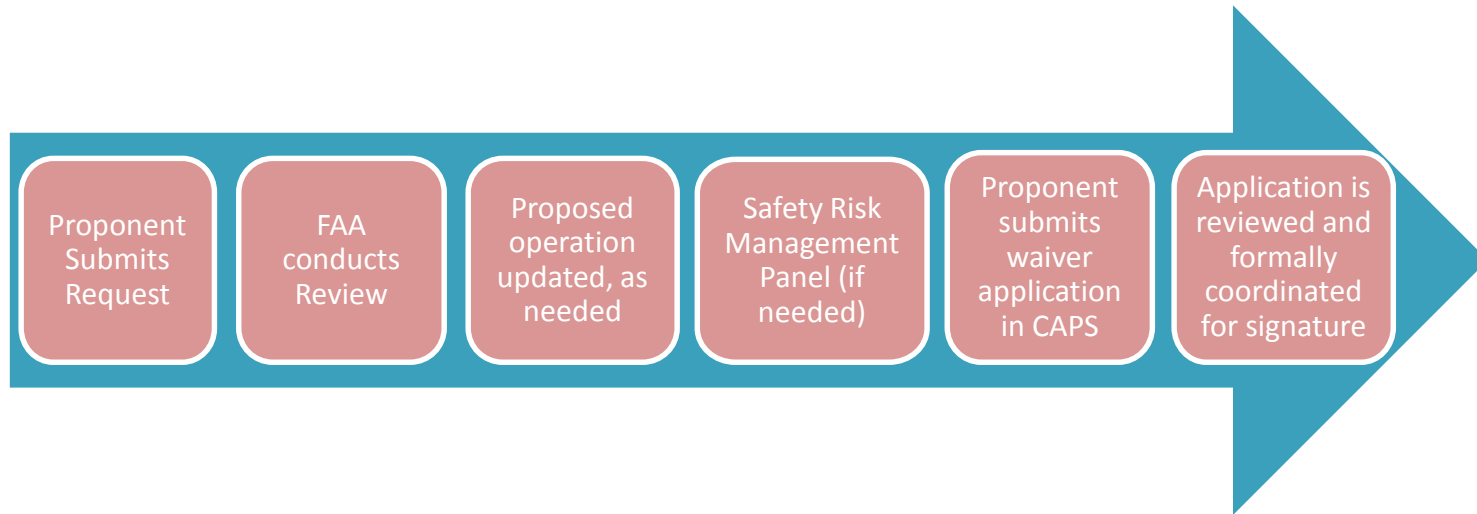 Proponent
Submits
Request
FAA
conducts
Review
Proposed
operation
updated, as
needed
Safety Risk
Management
Panel (if
needed)
Proponent
submits
waiver
application
in CAPS
Application is
reviewed and
formally
coordinated
for signature